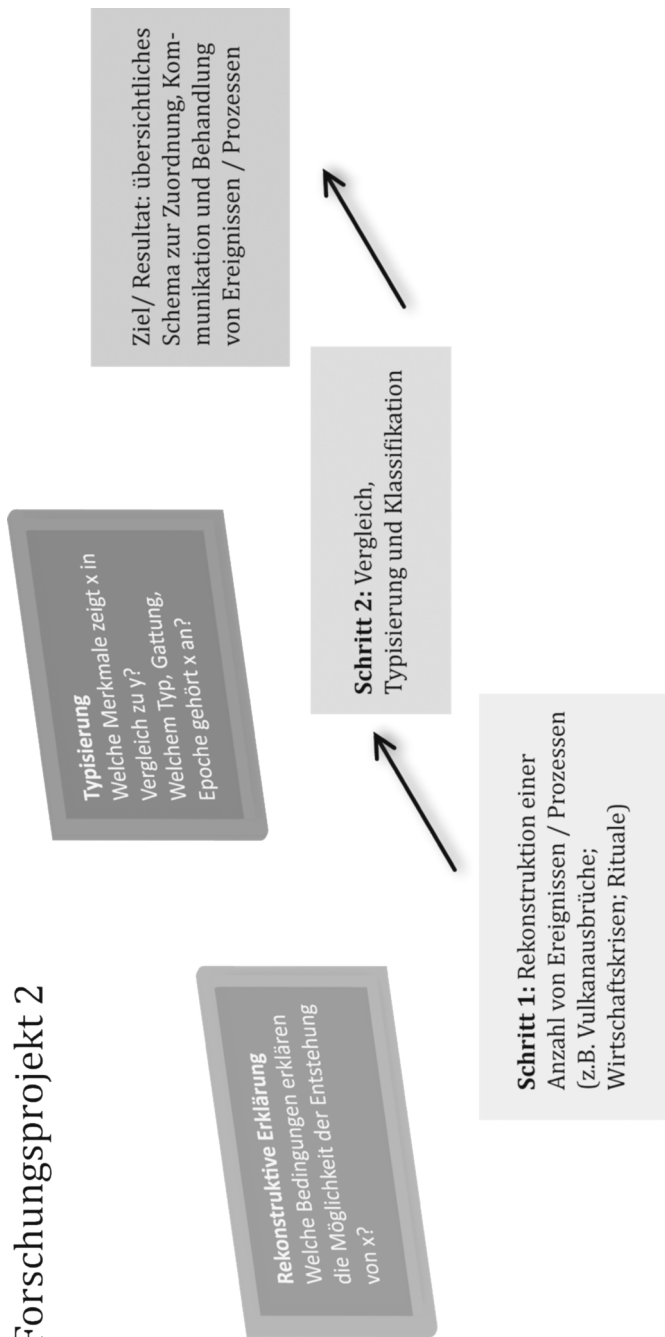 Forschungsprojekt 2
Rekonstruktive Erklärung
Welche Bedingungen erklären
die Möglichkeit der Entstehung
von x?
Typisierung
Welche Merkmale zeigt x in
Vergleich zu y?
Welchem Typ, Gattung,
Epoche gehört x an?
Schritt 1: Rekonstruktion einer
Anzahl von Ereignissen / Prozessen
(z.B. Vulkanausbrüche;
Wirtschaftskrisen; Rituale)
Schritt 2: Vergleich,
Typisierung und Klassifikation
Ziel/ Resultat: übersichtliches
Schema zur Zuordnung, Kom-
munikation und Behandlung
von Ereignissen / Prozessen